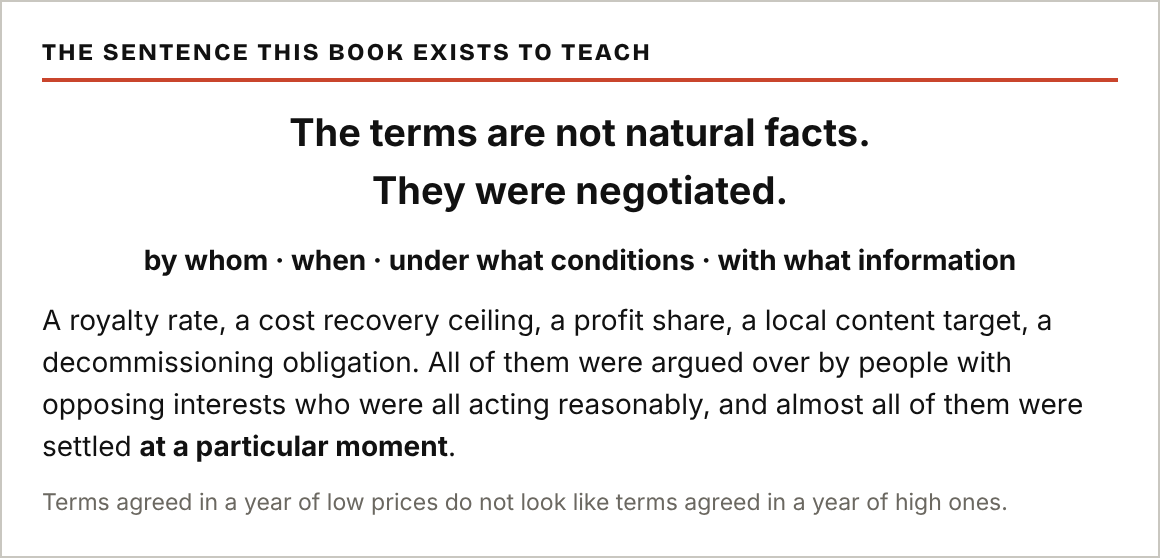 THE SENTENCE THIS BOOK EXISTS TO TEACH
The terms are not natural facts.
They were negotiated.
by whom · when · under what conditions · with what information
A royalty rate, a cost recovery ceiling, a profit share, a local content target, a
decommissioning obligation. All of them were argued over by people with
opposing interests who were all acting reasonably, and almost all of them were
settled at a particular moment.
Terms agreed in a year of low prices do not look like terms agreed in a year of high ones.